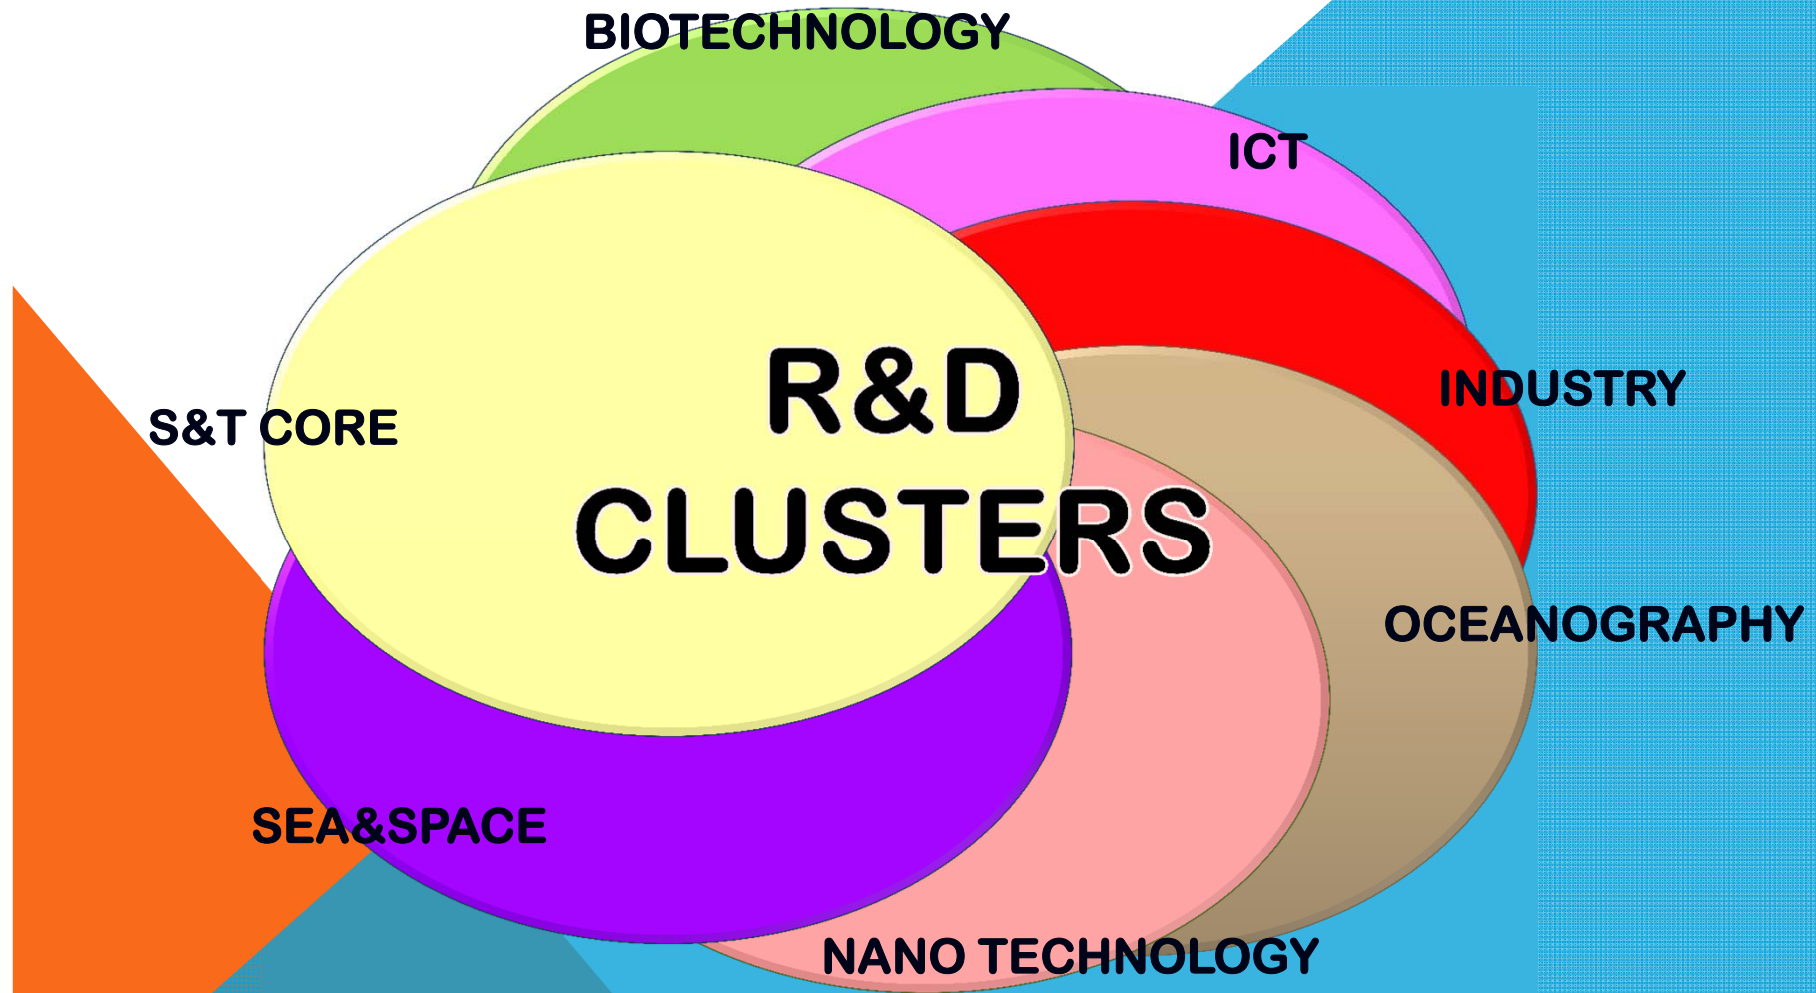 BIOTECHNOLOGY
ICT
R&D
INDUSTRY
S&T CORE
CLUSTERS
OCEANOGRAPHY
SEA&SPACE
NANO TECHNOLOGY